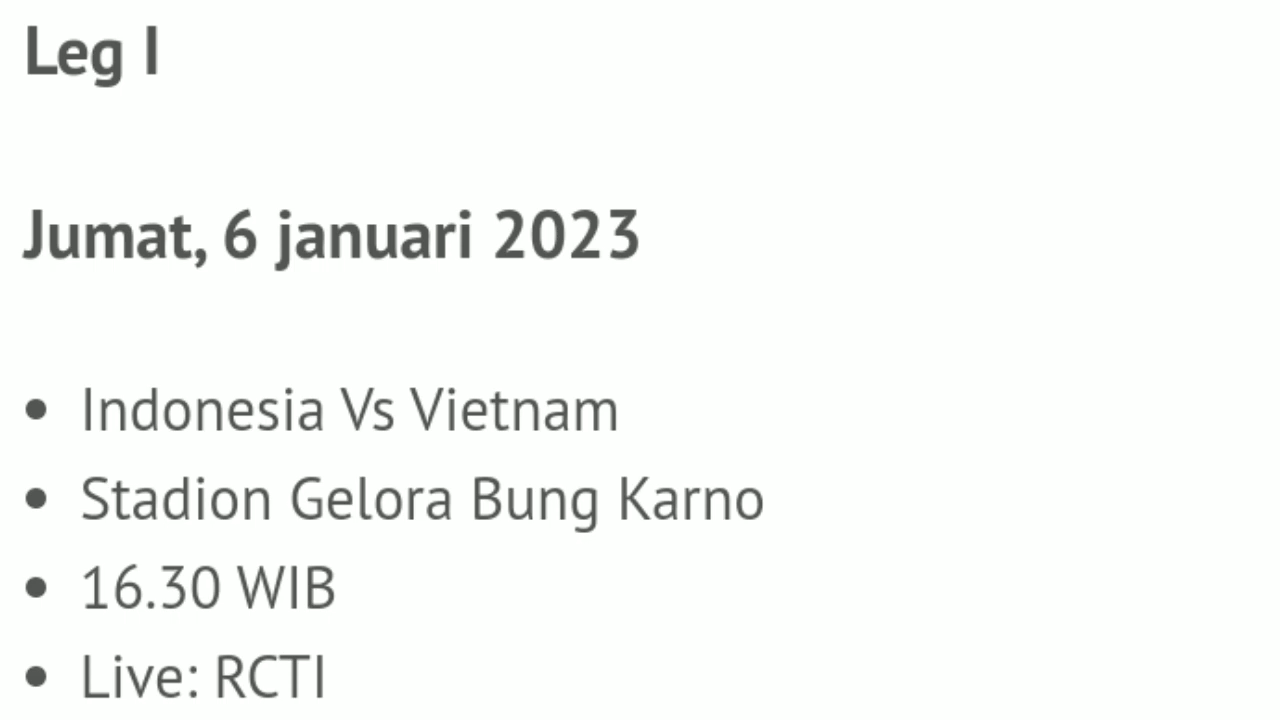 Leg I
Jumat, 6 januari 2023
• Indonesia Vs Vietnam
• Stadion Gelora Bung Karno
• 16.30 WIB
• Live: RCTI